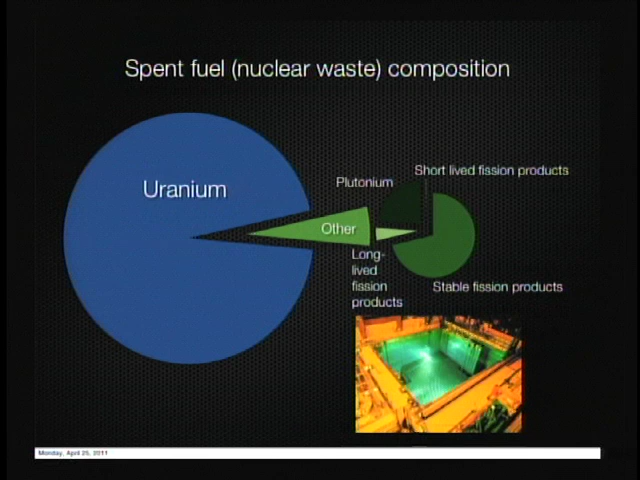 Spent fuel (nuclear waste) composition
Uranium
Plutonium
Short lived fission products
Other
Long-
lived
fission
products
Stable fission products
Monday, April 25, 2011